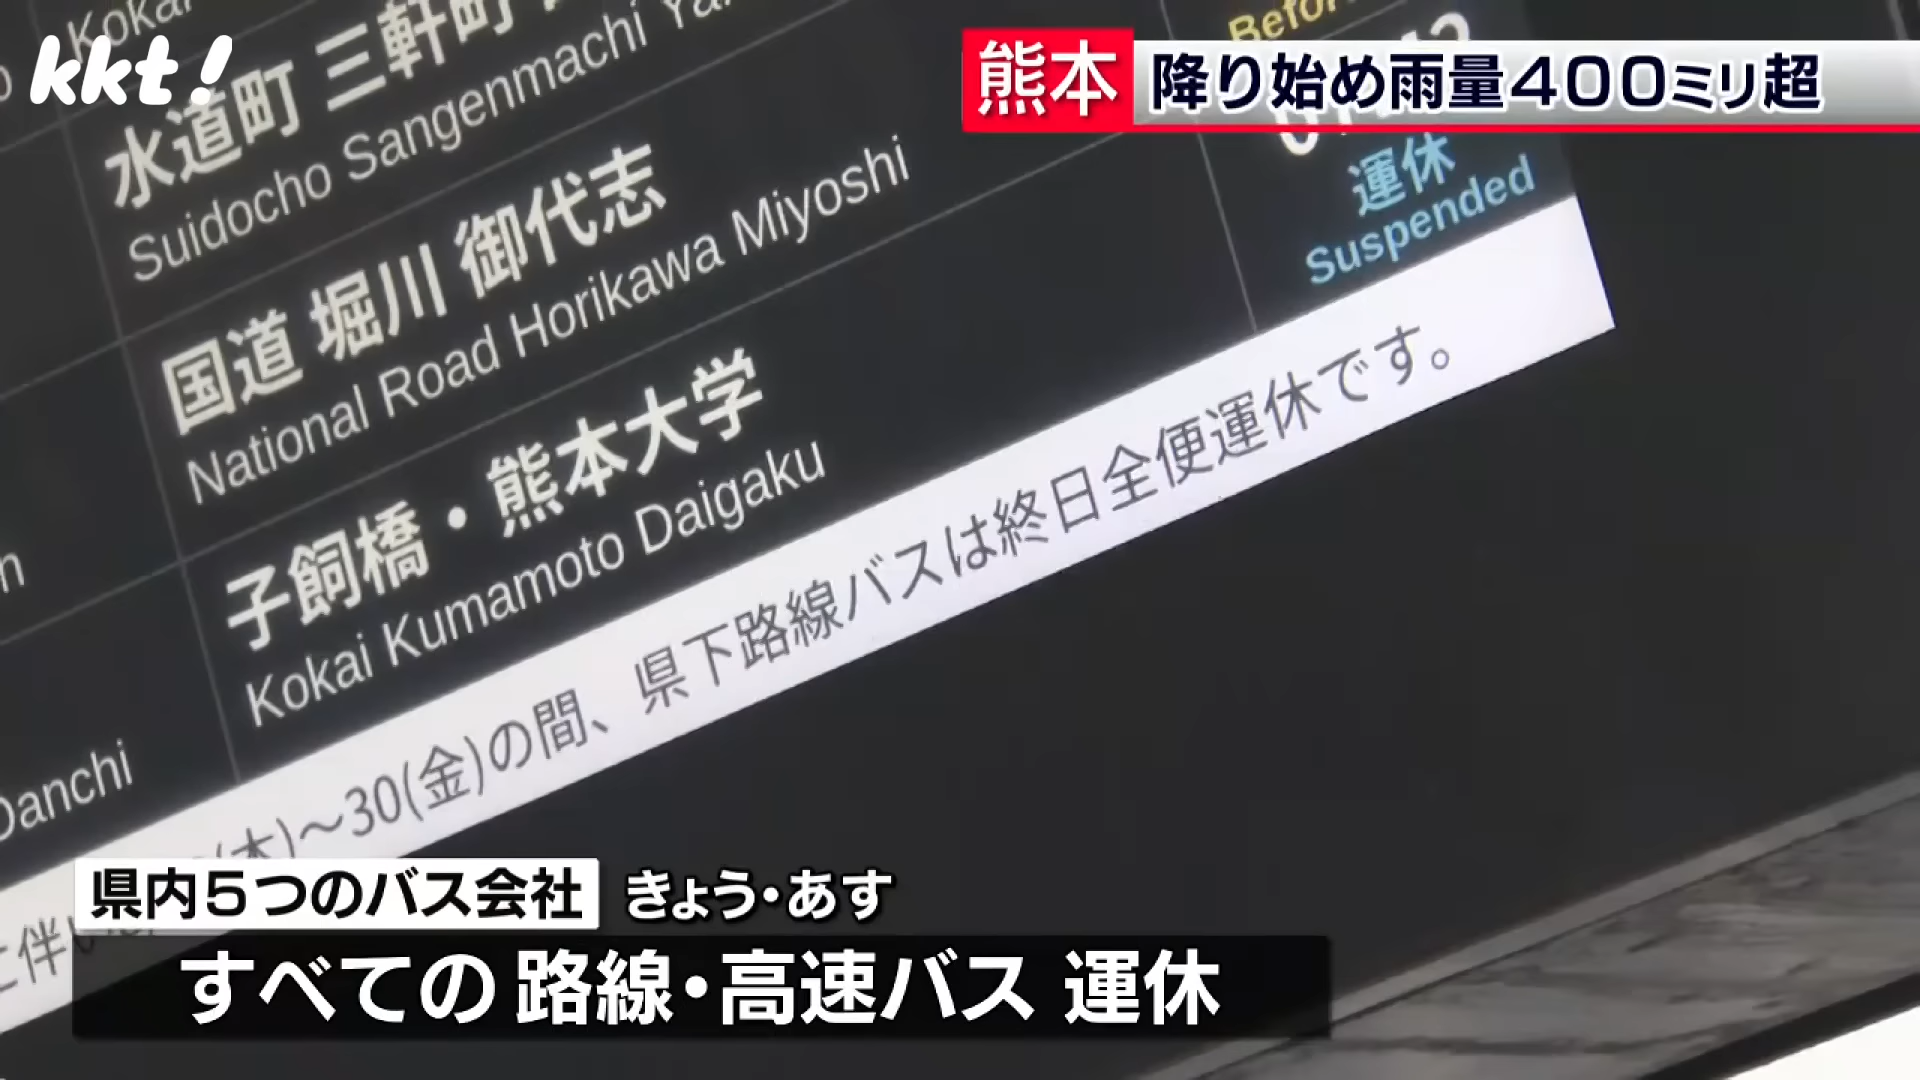 kkt!
熊本 降り始め雨量400ミリ超
水道町 三軒町
Suidocho Sangenmachi
国道 堀川 御代志
National Road Horikawa Miyoshi
運休
Suspended
子飼橋・熊本大学
Kokai Kumamoto Daigaku
Danchi
(木)～30(金)の間、県下路線バスは終日全便運休です。
に伴い
県内5つのバス会社 きょう・あす
すべての 路線・高速バス 運休